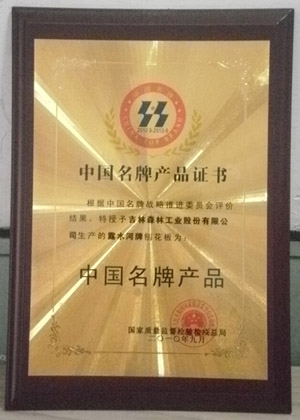 2010.9-2013.9
中国名牌产品证书
根据中国名牌战略推进委员会评价
结果，特授予吉林森林工业股份有限公
司生产的露水河牌刨花板为：
中国名牌产品
国家质量监督检验检疫总局
二〇一〇年九月